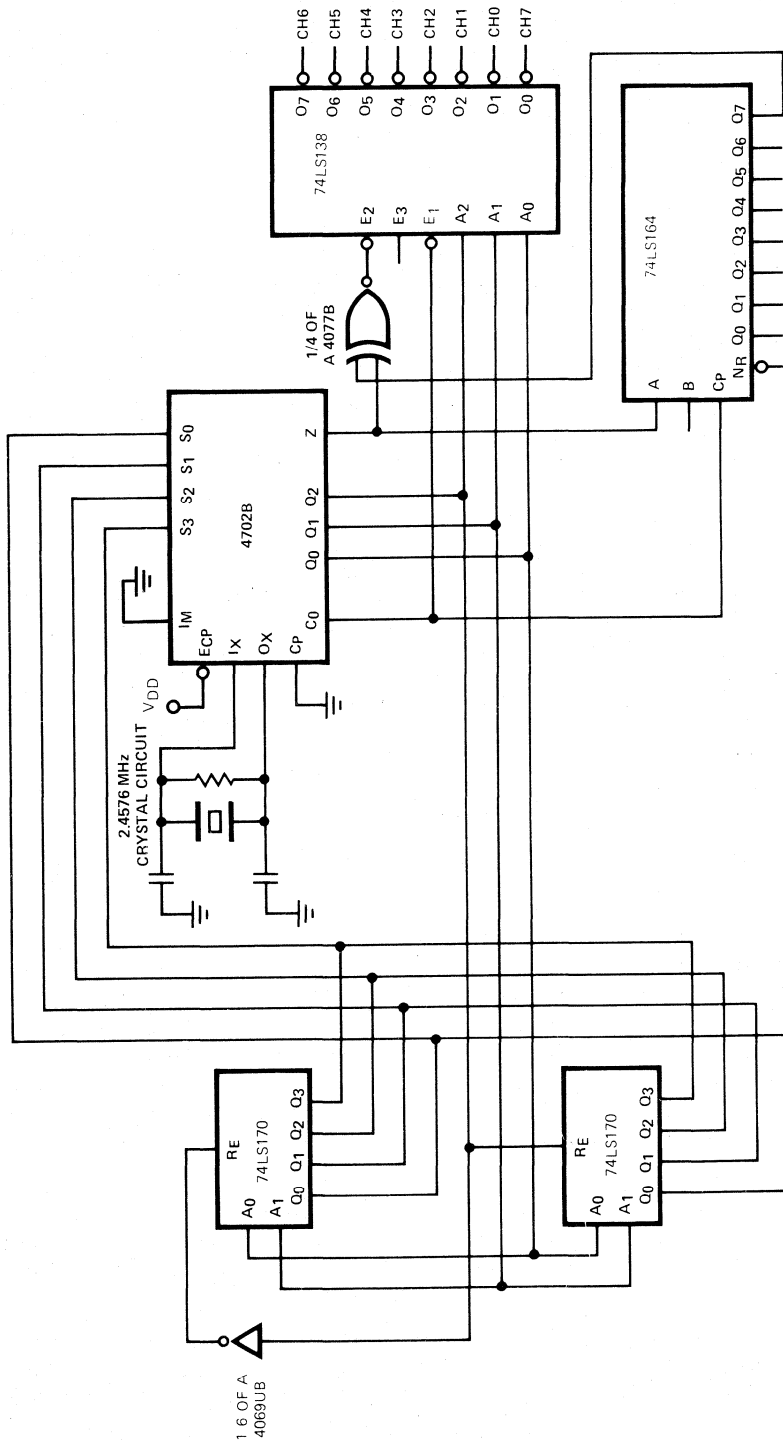 CH6
CH5
CH4
CH3
CH2
CH1
CH0
CH7
O7
O6
O5
O4
O3
O2
O1
O0
74LS138
E2
E3
E1
A2
A1
A0
1/4 OF
A 4077B
74LS164
Q7
Q6
Q5
Q4
Q3
Q2
Q1
Q0
NR
A
B
CP
S0
S1
S2
S3
IM
4702B
Z
Q2
Q1
Q0
C0
ECP
IX
OX
CP
VDD
2.4576 MHz
CRYSTAL CIRCUIT
RE
74LS170
A0
A1
Q3
Q2
Q1
Q0
RE
74LS170
A0
A1
Q3
Q2
Q1
Q0
1 6 OF A
4069UB